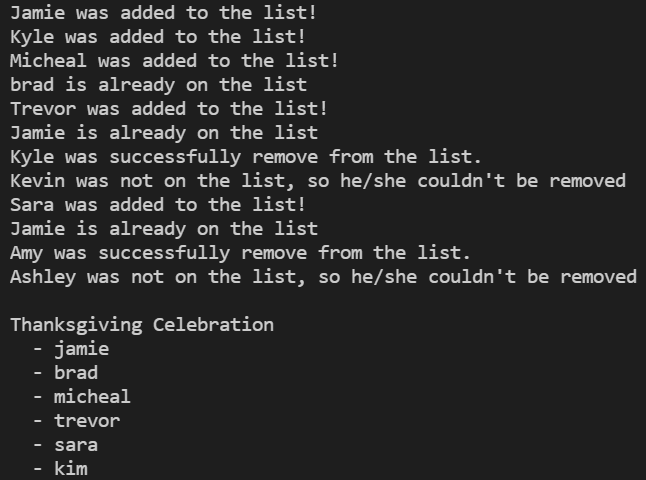 Jamie was added to the list!
Kyle was added to the list!
Micheal was added to the list!
brad is already on the list
Trevor was added to the list!
Jamie is already on the list
Kyle was successfully remove from the list.
Kevin was not on the list, so he/she couldn't be removed
Sara was added to the list!
Jamie is already on the list
Amy was successfully remove from the list.
Ashley was not on the list, so he/she couldn't be removed
Thanksgiving Celebration
- jamie
- brad
- micheal
- trevor
- sara
- kim